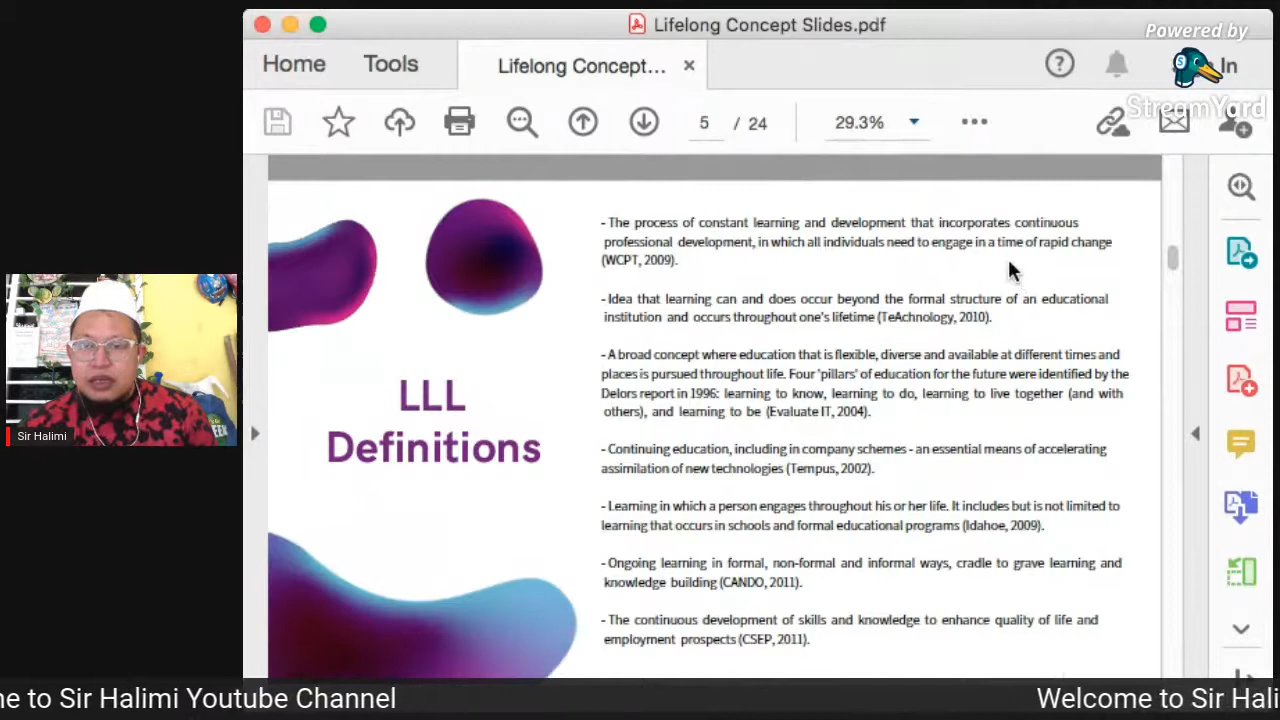 Lifelong Concept Slides.pdf
Powered by
Home
Tools
Lifelong Concept...
In
StreamYard
5 / 24
29.3%
LLL
Definitions
- The process of constant learning and development that incorporates continuous
professional development, in which all individuals need to engage in a time of rapid change
(WCPT, 2009).
- Idea that learning can and does occur beyond the formal structure of an educational
institution and occurs throughout one's lifetime (TeAchnology, 2010).
- A broad concept where education that is flexible, diverse and available at different times and
places is pursued throughout life. Four 'pillars' of education for the future were identified by the
Delors report in 1996: learning to know, learning to do, learning to live together (and with
others), and learning to be (Evaluate IT, 2004).
- Continuing education, including in company schemes - an essential means of accelerating
assimilation of new technologies (Tempus, 2002).
- Learning in which a person engages throughout his or her life. It includes but is not limited to
learning that occurs in schools and formal educational programs (Idahoe, 2009).
- Ongoing learning in formal, non-formal and informal ways, cradle to grave learning and
knowledge building (CANDO, 2011).
- The continuous development of skills and knowledge to enhance quality of life and
employment prospects (CSEP, 2011).
Sir Halimi
ne to Sir Halimi Youtube Channel
Welcome to Sir Hali